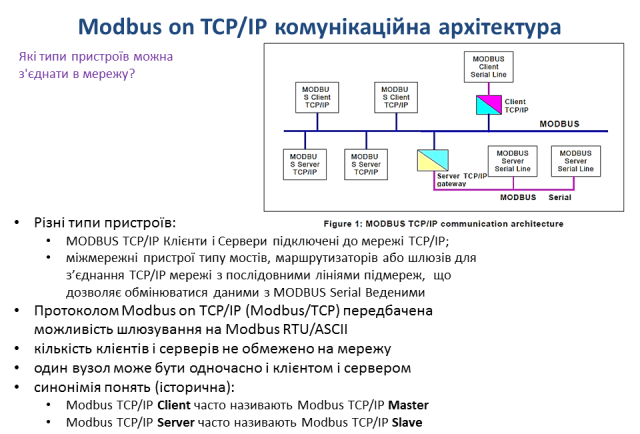 Modbus on TCP/IP комунікаційна архітектура
Які типи пристроїв можна
з'єднати в мережу?
MODBUS
Client
Serial Line
MODBU
S Client
TCP/IP
MODBU
S Client
TCP/IP
Client
TCP/IP
MODBUS
MODBU
S Server
TCP/IP
MODBU
S Server
TCP/IP
Server TCP/IP
gateway
MODBUS
Server
Serial Line
MODBUS
Server
Serial Line
MODBUS Serial
Figure 1: MODBUS TCP/IP communication architecture
• Різні типи пристроїв:
• MODBUS TCP/IP Клієнти і Сервери підключені до мережі TCP/IP;
• міжмережні пристрої типу мостів, маршрутизаторів або шлюзів для
з’єднання TCP/IP мережі з послідовними лініями підмереж, що
дозволяє обмінюватися даними з MODBUS Serial Веденими
• Протоколом Modbus on TCP/IP (Modbus/TCP) передбачена
можливість шлюзування на Modbus RTU/ASCII
• кількість клієнтів і серверів не обмежено на мережу
• один вузол може бути одночасно і клієнтом і сервером
• синонімія понять (історична):
• Modbus TCP/IP Client часто називають Modbus TCP/IP Master
• Modbus TCP/IP Server часто називають Modbus TCP/IP Slave